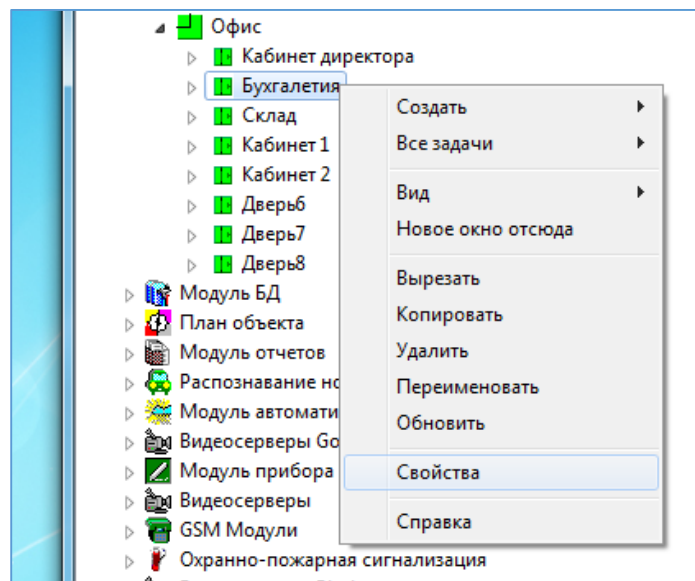 Офис
Кабинет директора
Бухгалетия
Склад
Кабинет 1
Кабинет 2
Дверь6
Дверь7
Дверь8
Модуль БД
План объекта
Модуль отчетов
Распознавание но
Модуль автомати
Видеосерверы Go
Модуль прибора
Видеосерверы
GSM Модули
Охранно-пожарная сигнализация
Создать
Все задачи
Вид
Новое окно отсюда
Вырезать
Копировать
Удалить
Переименовать
Обновить
Свойства
Справка